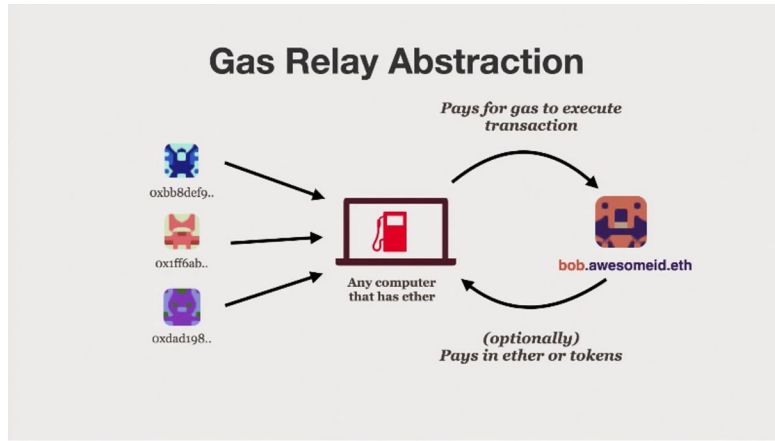 Gas Relay Abstraction
Pays for gas to execute
transaction
0xbb8def9..
0x1ff6ab..
0xdad198..
Any computer
that has ether
bob.awesomeid.eth
(optionally)
Pays in ether or tokens